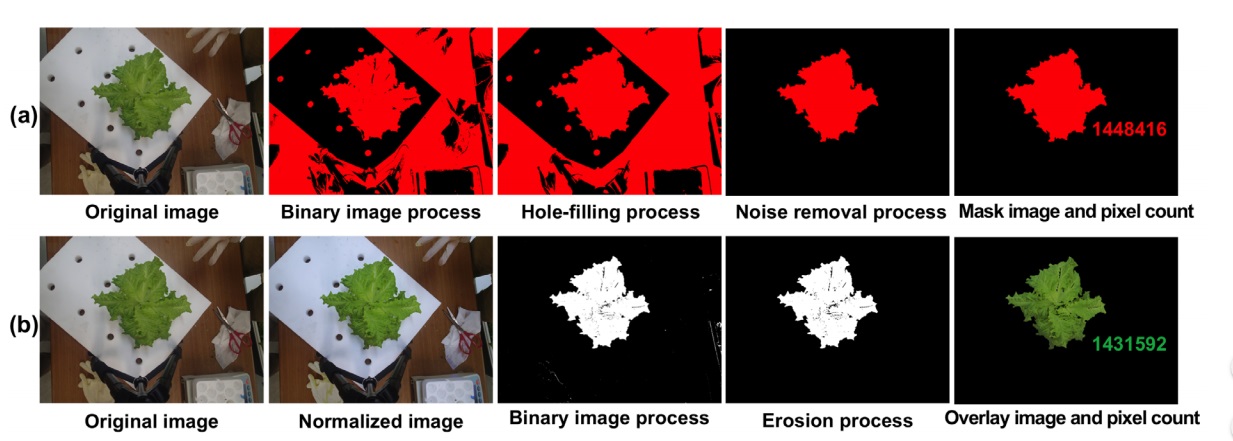 (a)
1448416
Original image
Binary image process
Hole-filling process
Noise removal process
Mask image and pixel count
(b)
1431592
Original image
Normalized image
Binary image process
Erosion process
Overlay image and pixel count